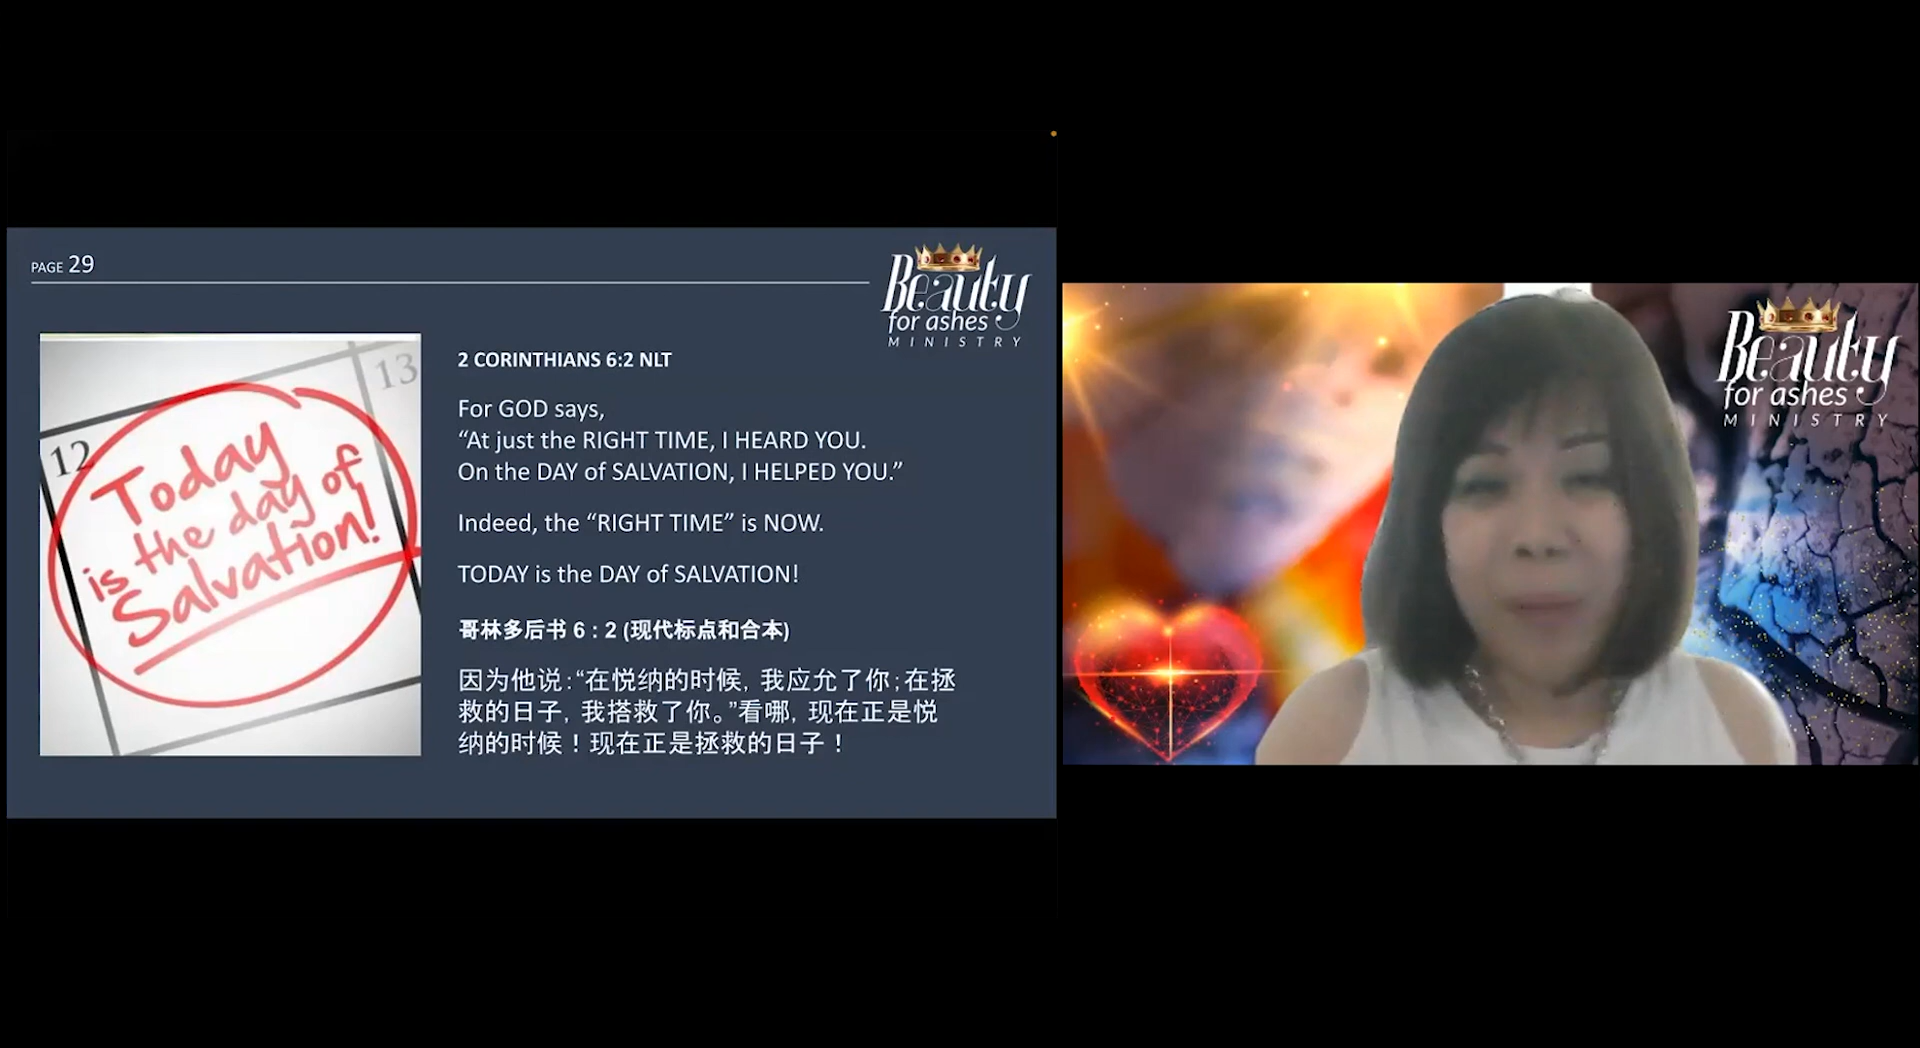 PAGE 29
Beauty
for ashes
MINISTRY
12
13
Today
is the day of
Salvation!
2 CORINTHIANS 6:2 NLT
For GOD says,
“At just the RIGHT TIME, I HEARD YOU.
On the DAY of SALVATION, I HELPED YOU.”
Indeed, the “RIGHT TIME” is NOW.
TODAY is the DAY of SALVATION!
哥林多后书 6 : 2 (现代标点和合本)
因为他说：“在悦纳的时候，我应允了你；在拯
救的日子，我搭救了你。”看哪，现在正是悦
纳的时候！现在正是拯救的日子！
Beauty
for ashes
MINISTRY